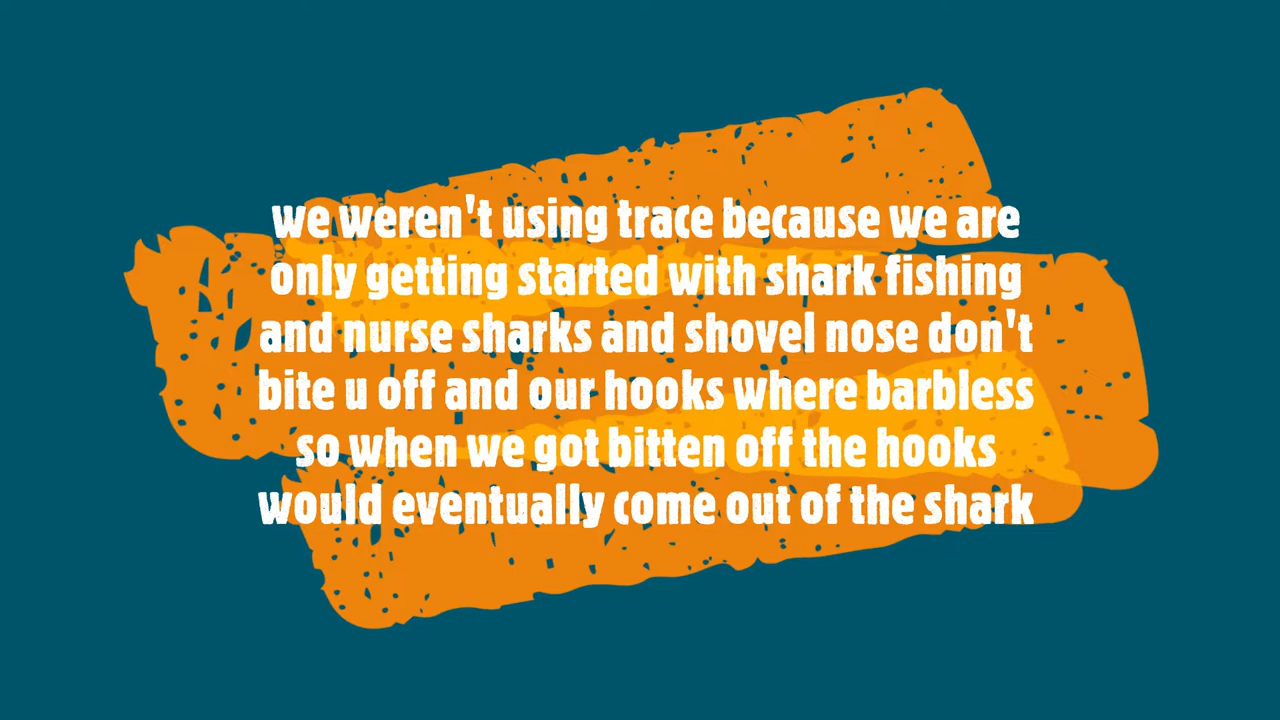 we weren't using trace because we are
only getting started with shark fishing
and nurse sharks and shovel nose don't
bite u off and our hooks where barbless
so when we got bitten off the hooks
would eventually come out of the shark